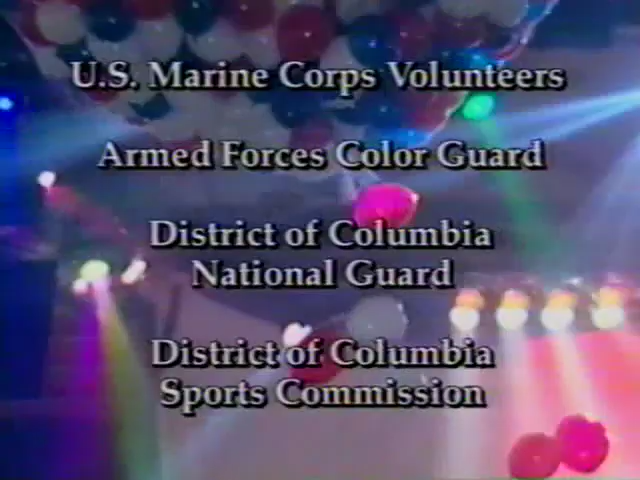 U.S. Marine Corps Volunteers
Armed Forces Color Guard
District of Columbia
National Guard
District of Columbia
Sports Commission